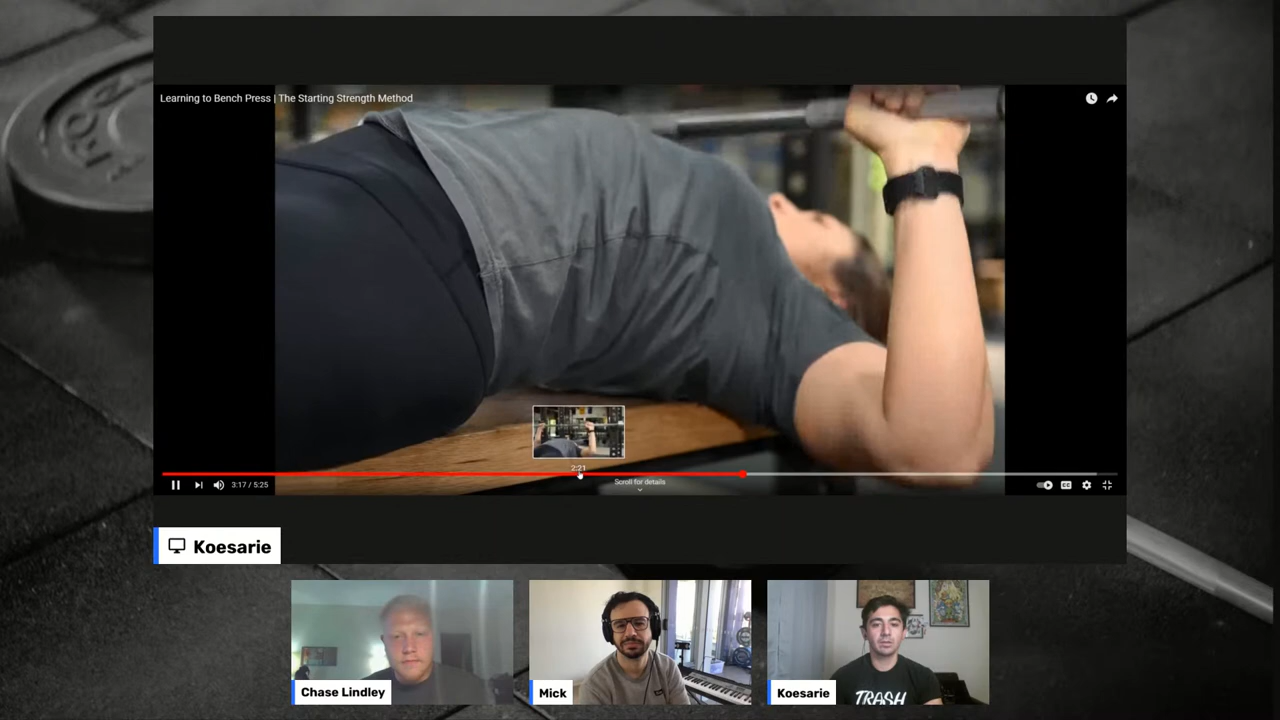 Learning to Bench Press | The Starting Strength Method
2:21
Scroll for details
3:17 / 5:25
CC
Koesarie
TRASH
Chase Lindley
Mick
Koesarie